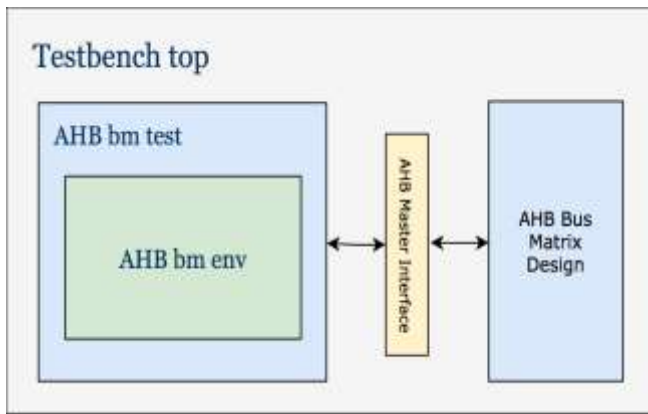 Testbench top
AHB bm test
AHB bm env
AHB Master Interface
AHB Bus
Matrix
Design